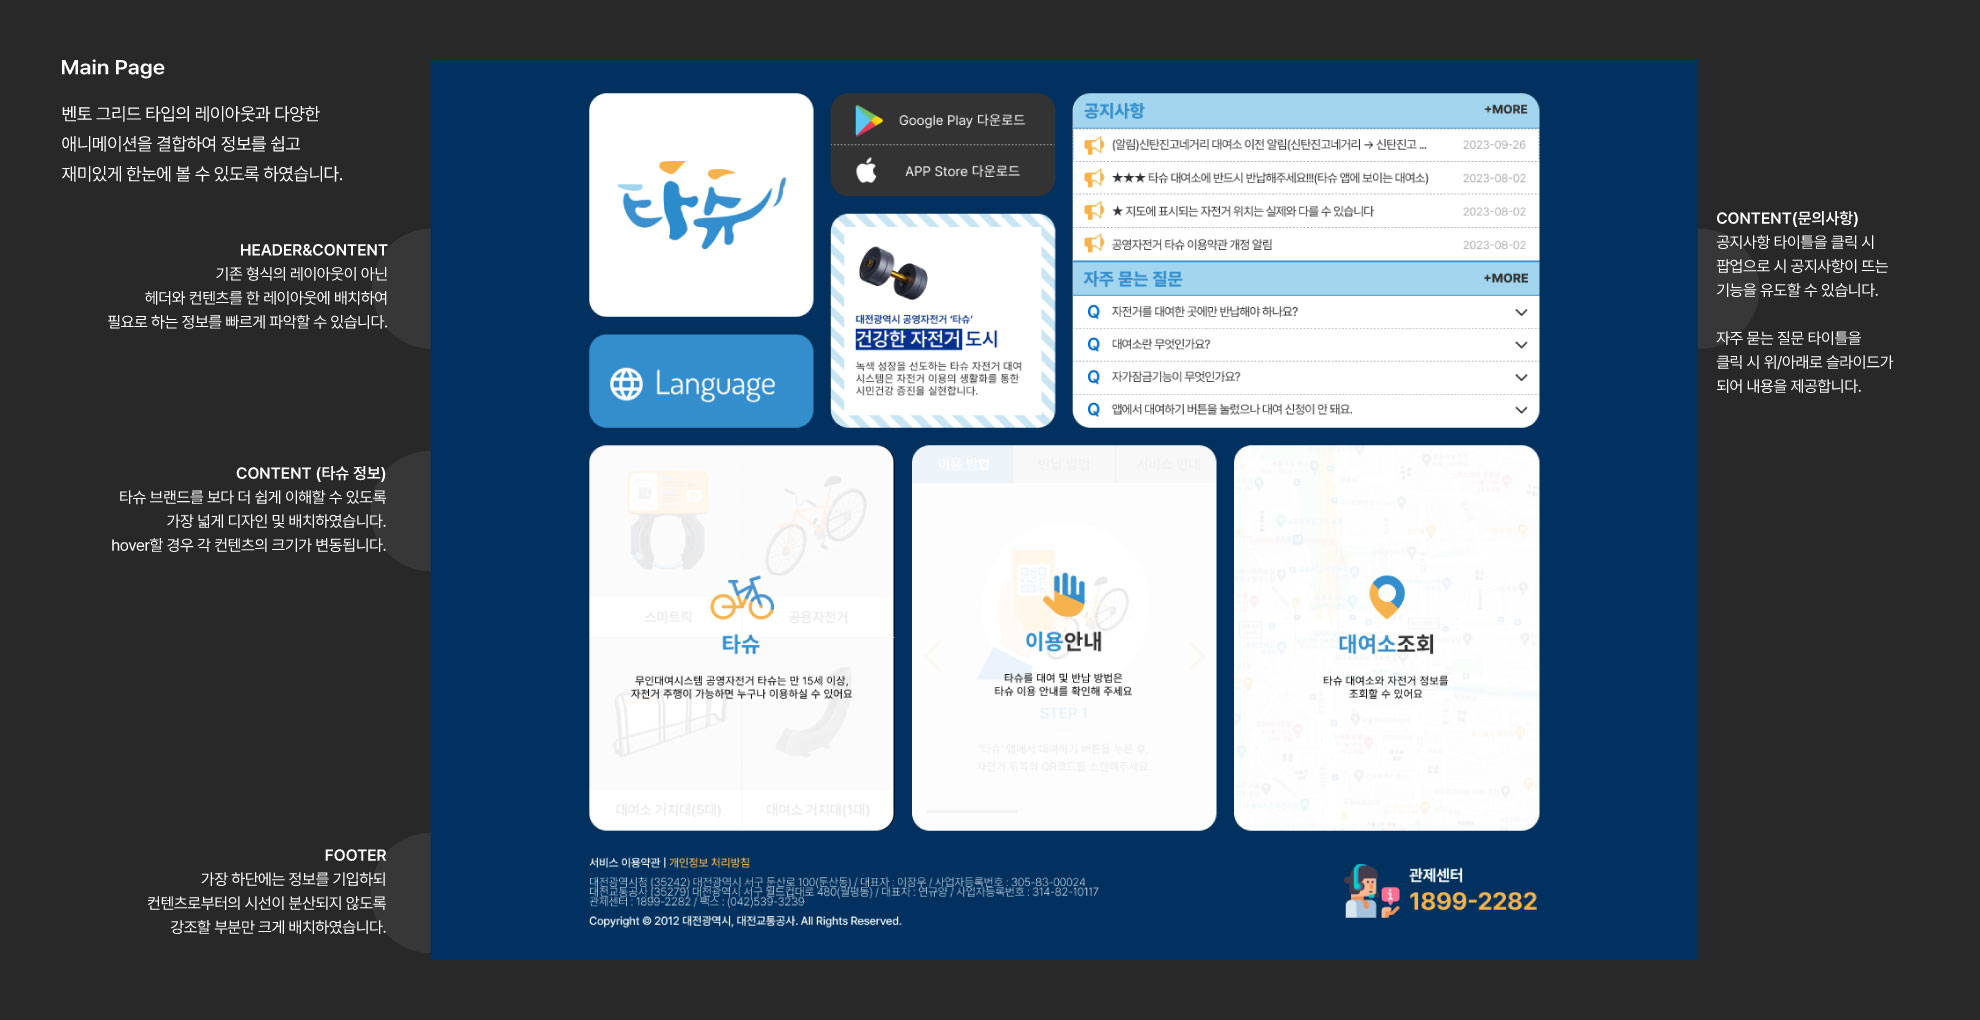 Main Page
벤토 그리드 타입의 레이아웃과 다양한
애니메이션을 결합하여 정보를 쉽고
재미있게 한눈에 볼 수 있도록 하였습니다.
HEADER&CONTENT
기존 형식의 레이아웃이 아닌
헤더와 컨텐츠를 한 레이아웃에 배치하여
필요로 하는 정보를 빠르게 파악할 수 있습니다.
CONTENT (타슈 정보)
타슈 브랜드를 보다 더 쉽게 이해할 수 있도록
가장 넓게 디자인 및 배치하였습니다.
hover할 경우 각 컨텐츠의 크기가 변동됩니다.
FOOTER
가장 하단에는 정보를 기입하되
컨텐츠로부터의 시선이 분산되지 않도록
강조할 부분만 크게 배치하였습니다.
타슈
Language
Google Play 다운로드
APP Store 다운로드
대전광역시 공영자전거 '타슈'
건강한 자전거 도시
녹색 성장을 선도하는 타슈 자전거 대여
시스템은 자전거 이용의 생활화를 통한
시민건강 증진을 실현합니다.
공지사항 +MORE
(알림)신탄진고네거리 대여소 이전 알림(신탄진고네거리 → 신탄진고 ... 2023-09-26
★★★ 타슈 대여소에 반드시 반납해주세요!!!(타슈 앱에 보이는 대여소) 2023-08-02
★ 지도에 표시되는 자전거 위치는 실제와 다를 수 있습니다 2023-08-02
공영자전거 타슈 이용약관 개정 알림 2023-08-02
자주 묻는 질문 +MORE
Q 자전거를 대여한 곳에만 반납해야 하나요?
Q 대여소란 무엇인가요?
Q 자가잠금기능이 무엇인가요?
Q 앱에서 대여하기 버튼을 눌렀으나 대여 신청이 안 돼요.
스마트락 공용자전거
타슈
무인대여시스템 공영자전거 타슈는 만 15세 이상,
자전거 주행이 가능하면 누구나 이용하실 수 있어요
대여소 거치대(5대) 대여소 거치대(1대)
이용 방법 반납 방법 서비스 안내
이용안내
타슈를 대여 및 반납 방법은
타슈 이용 안내를 확인해 주세요
STEP 1
'타슈' 앱에서 대여하기 버튼을 누른 후,
자전거 뒤쪽의 QR코드를 스캔해주세요.
대여소조회
타슈 대여소와 자전거 정보를
조회할 수 있어요
서비스 이용약관 | 개인정보 처리방침
대전광역시청 (35242) 대전광역시 서구 둔산로 100(둔산동) / 대표자 : 이장우 / 사업자등록번호 : 305-83-00024
대전교통공사 (35279) 대전광역시 서구 월드컵대로 480(월평동) / 대표자 : 연규양 / 사업자등록번호 : 314-82-10117
관제센터 : 1899-2282 / 팩스 : (042)539-3239
Copyright © 2012 대전광역시, 대전교통공사. All Rights Reserved.
관제센터
1899-2282
CONTENT(문의사항)
공지사항 타이틀을 클릭 시
팝업으로 시 공지사항이 뜨는
기능을 유도할 수 있습니다.
자주 묻는 질문 타이틀을
클릭 시 위/아래로 슬라이드가
되어 내용을 제공합니다.